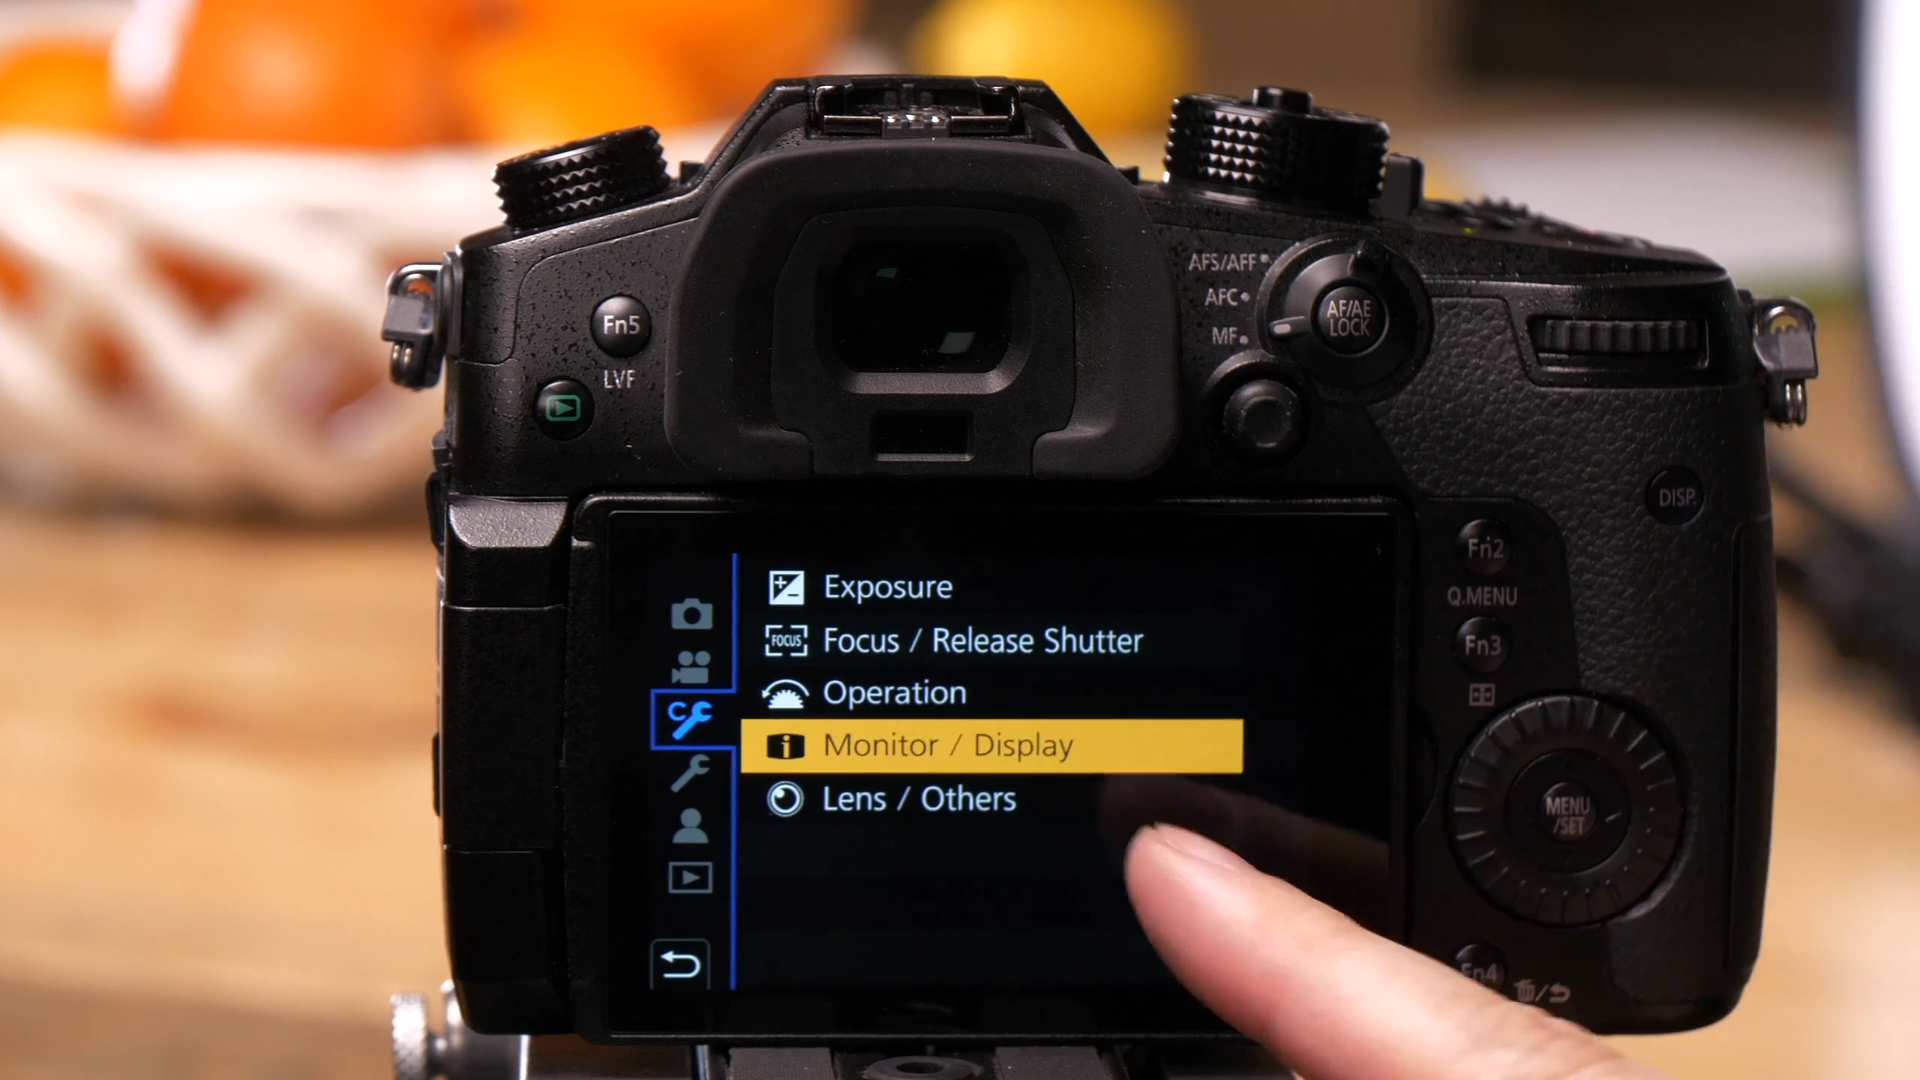 AFS/AFF
AFC
MF
AF/AE
LOCK
Fn5
LVF
DISP.
Fn2
Q.MENU
Fn3
MENU
/SET
Fn4
Exposure
FOCUS Focus / Release Shutter
Operation
C
i Monitor / Display
Lens / Others